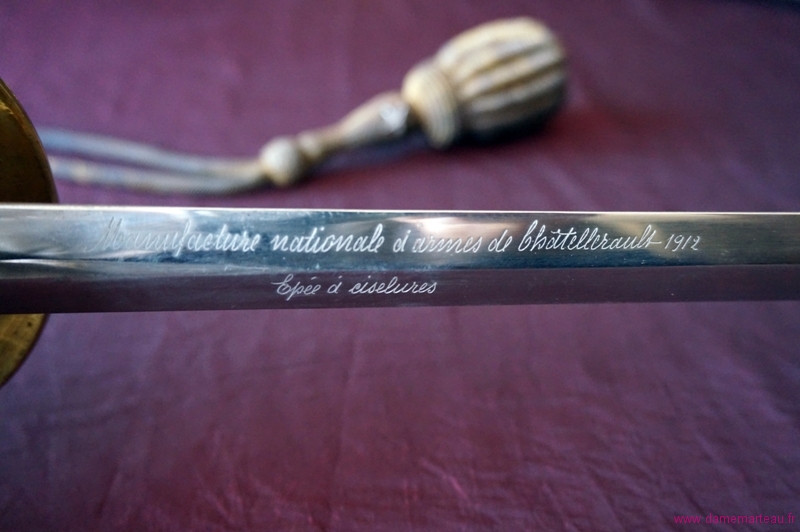 Manufacture nationale d'armes de Châtellerault 1912
Epée à ciselures
www.damemarteau.fr